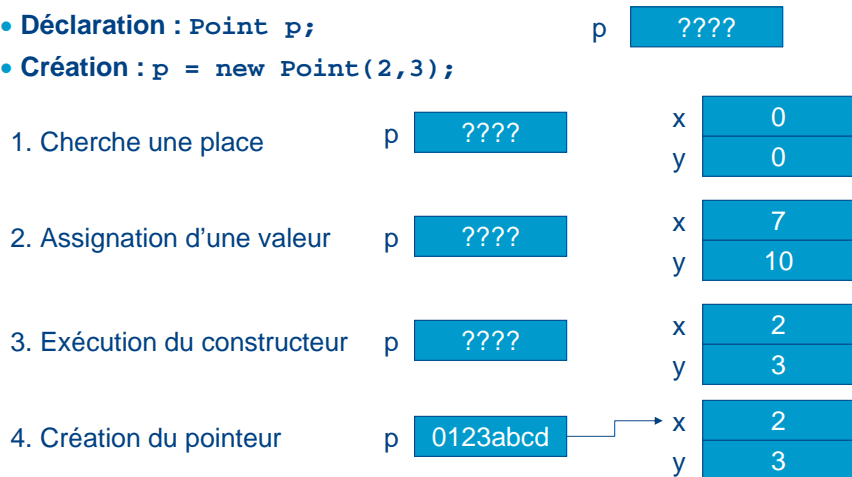 • Déclaration : Point p; p ????
• Création : p = new Point(2,3);
1. Cherche une place p ???? x 0
y 0
2. Assignation d'une valeur p ???? x 7
y 10
3. Exécution du constructeur p ???? x 2
y 3
4. Création du pointeur p 0123abcd x 2
y 3